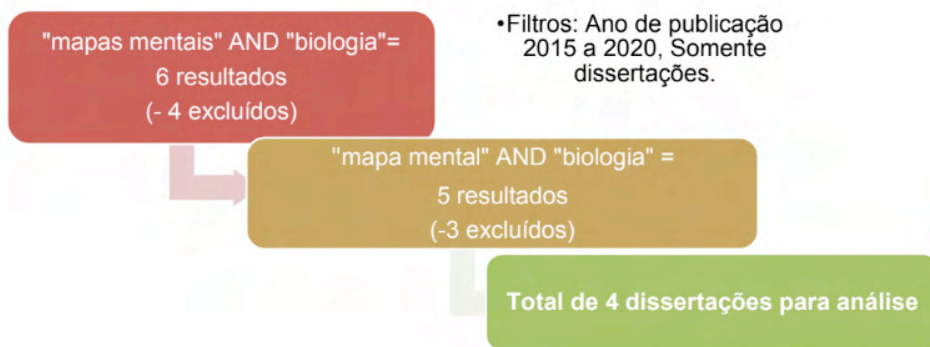 "mapas mentais" AND "biologia"=
6 resultados
(- 4 excluídos)
•Filtros: Ano de publicação
2015 a 2020, Somente
dissertações.
"mapa mental" AND "biologia" =
5 resultados
(-3 excluídos)
Total de 4 dissertações para análise